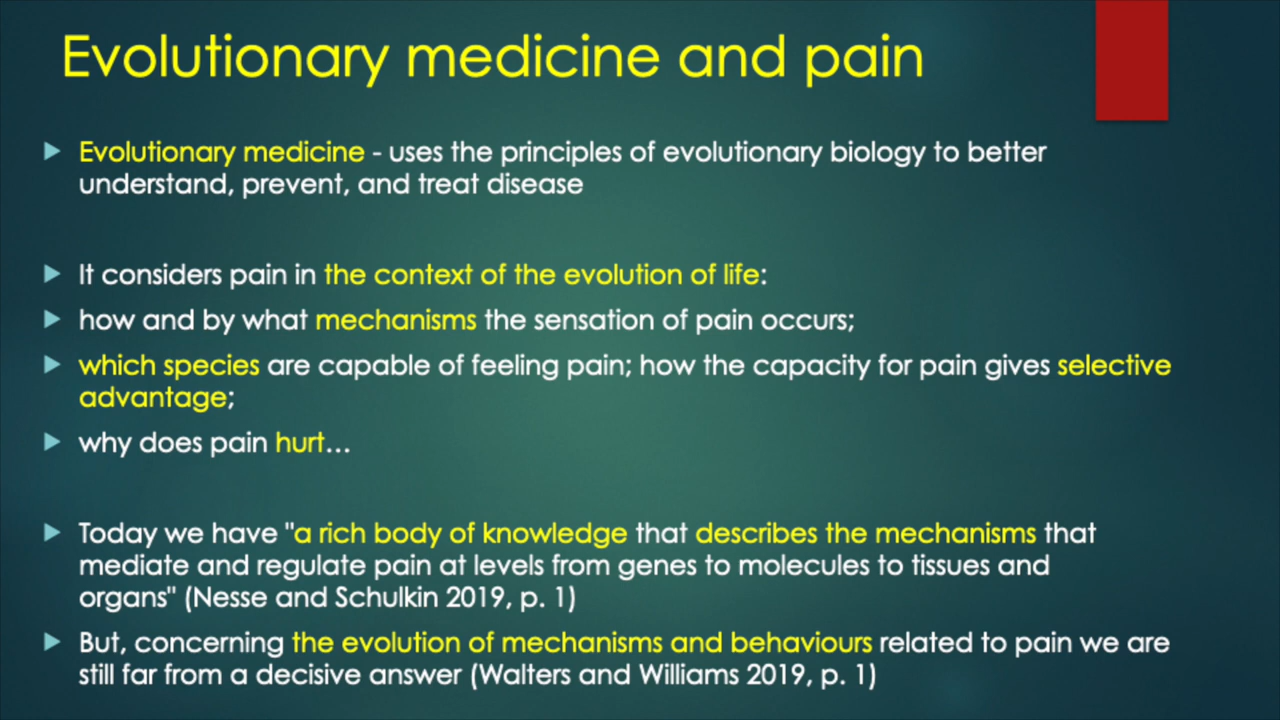 Evolutionary medicine and pain
Evolutionary medicine - uses the principles of evolutionary biology to better
understand, prevent, and treat disease
It considers pain in the context of the evolution of life:
how and by what mechanisms the sensation of pain occurs;
which species are capable of feeling pain; how the capacity for pain gives selective
advantage;
why does pain hurt...
Today we have "a rich body of knowledge that describes the mechanisms that
mediate and regulate pain at levels from genes to molecules to tissues and
organs" (Nesse and Schulkin 2019, p. 1)
But, concerning the evolution of mechanisms and behaviours related to pain we are
still far from a decisive answer (Walters and Williams 2019, p. 1)